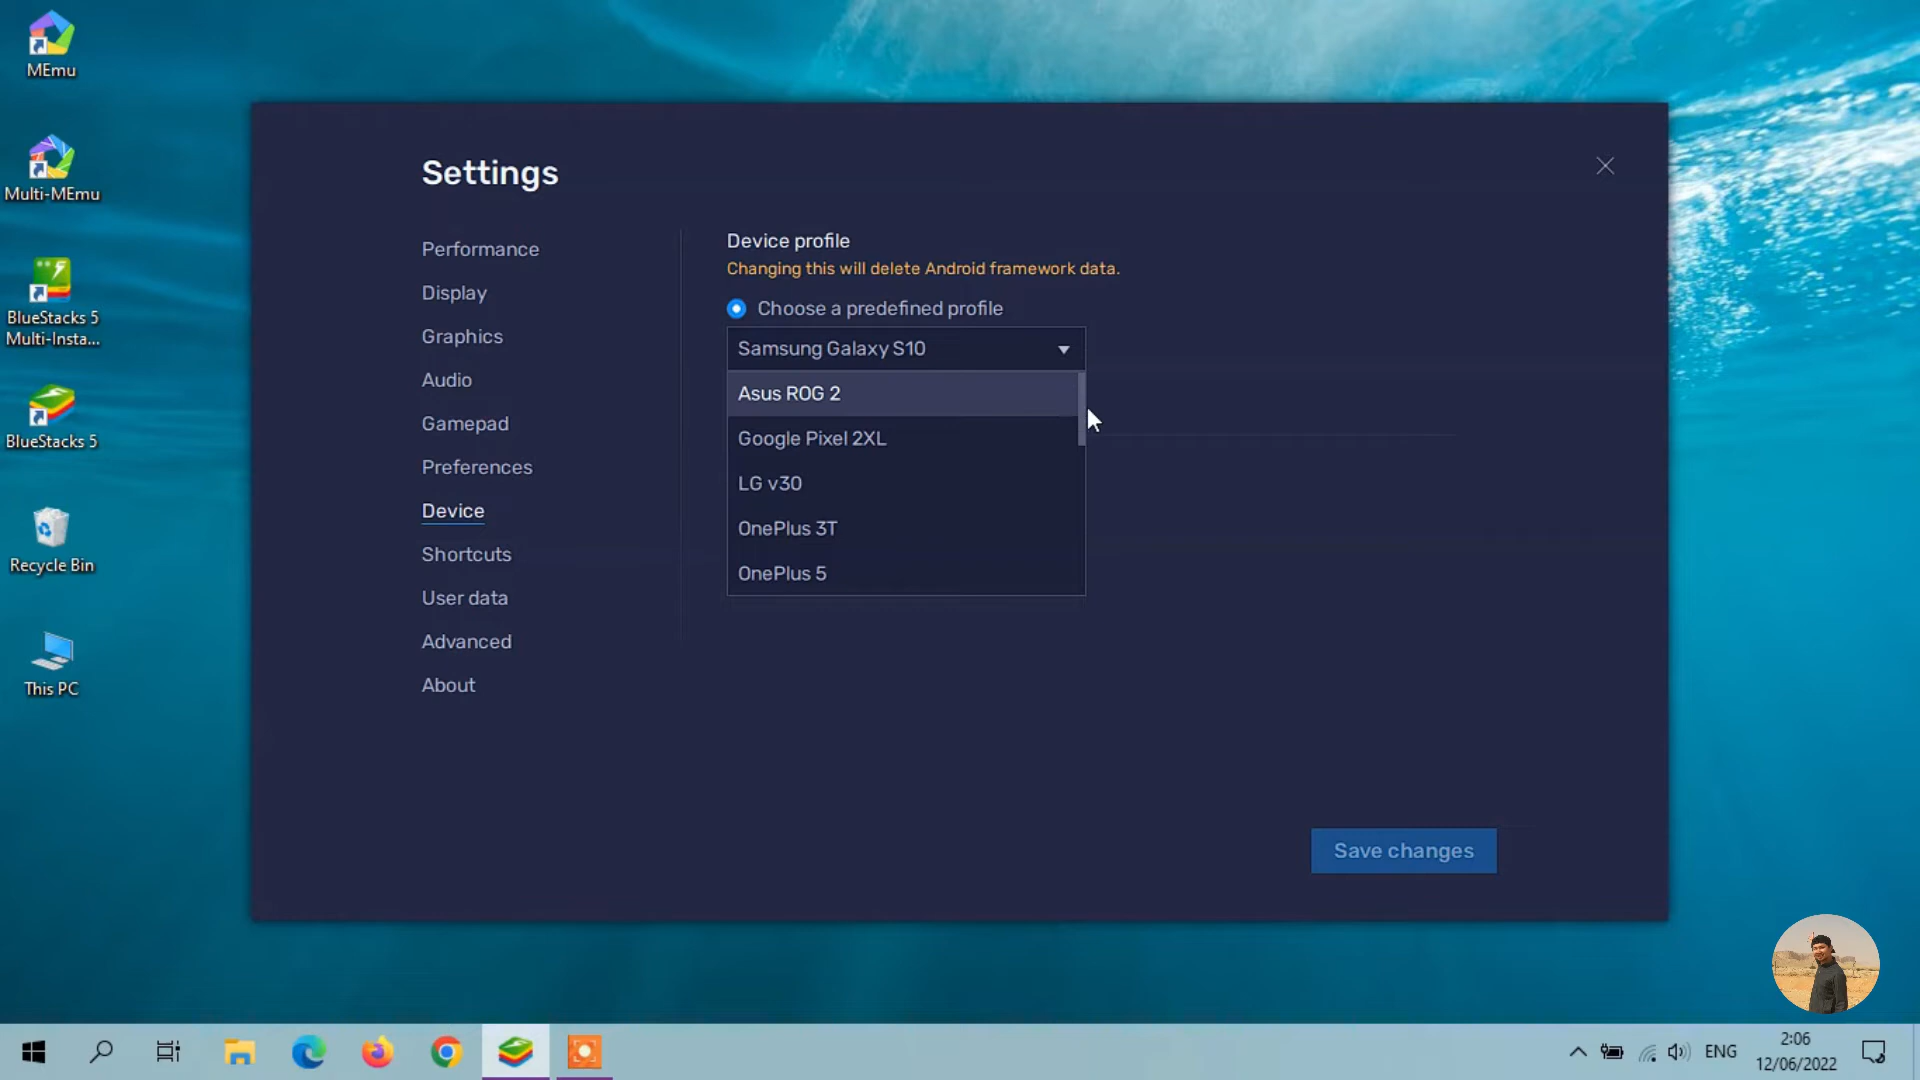 MEmu
Multi-MEmu
BlueStacks 5
Multi-Insta...
BlueStacks 5
Recycle Bin
This PC
Settings
Performance
Display
Graphics
Audio
Gamepad
Preferences
Device
Shortcuts
User data
Advanced
About
Device profile
Changing this will delete Android framework data.
Choose a predefined profile
Samsung Galaxy S10
Asus ROG 2
Google Pixel 2XL
LG v30
OnePlus 3T
OnePlus 5
Save changes
ENG
2:06
12/06/2022